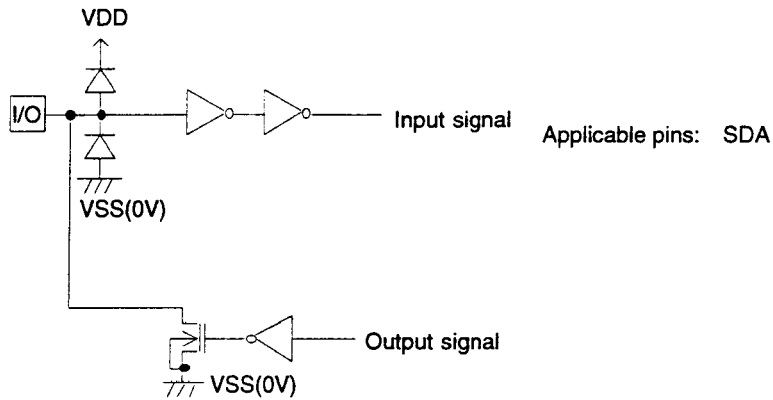 VDD
I/O
Input signal
Applicable pins: SDA
VSS(0V)
Output signal
VSS(0V)